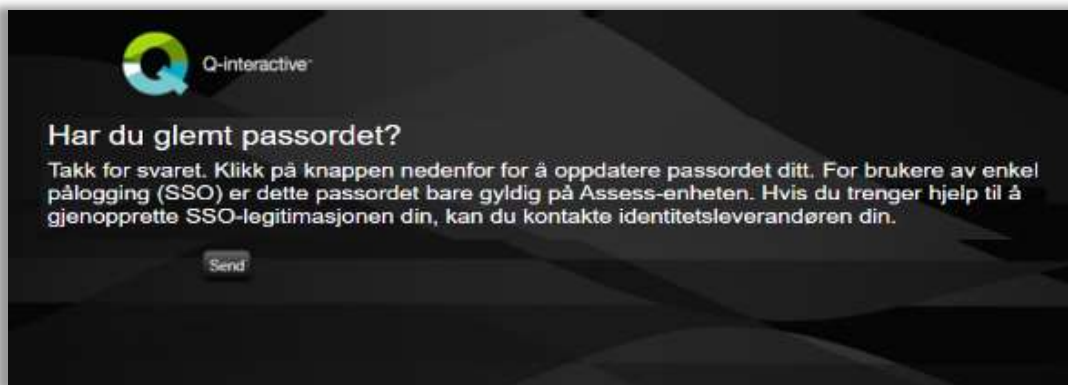 Q-interactive™
Har du glemt passordet?
Takk for svaret. Klikk på knappen nedenfor for å oppdatere passordet ditt. For brukere av enkel
pålogging (SSO) er dette passordet bare gyldig på Assess-enheten. Hvis du trenger hjelp til å
gjenopprette SSO-legitimasjonen din, kan du kontakte identitetsleverandøren din.
Send